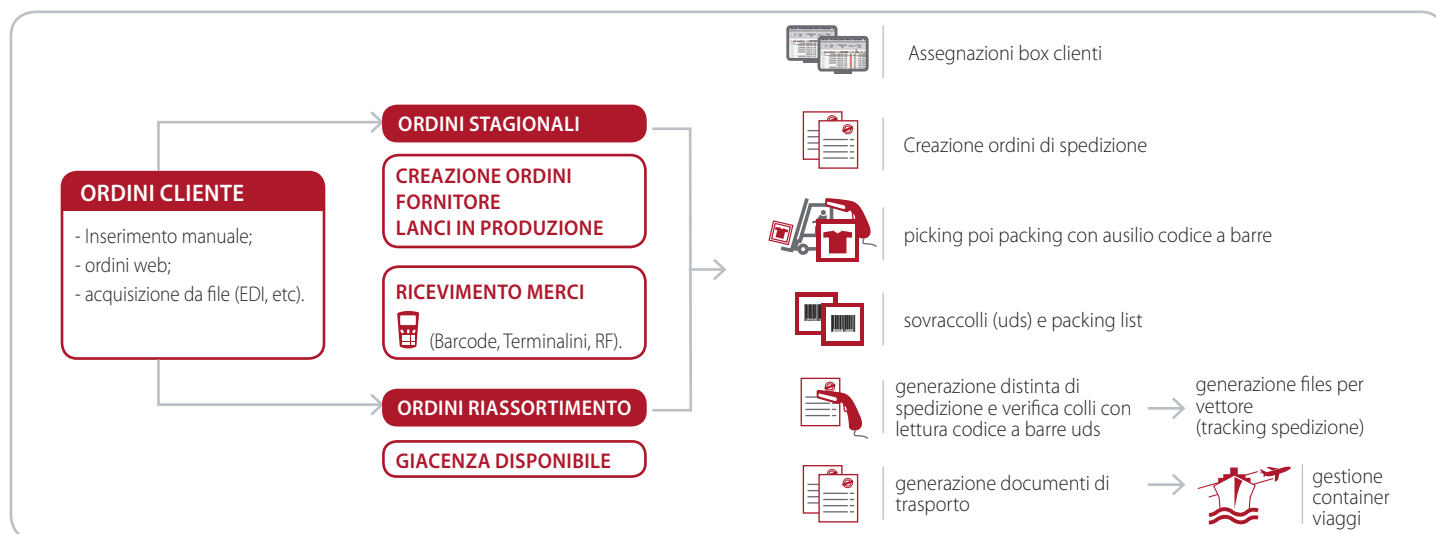 ORDINI CLIENTE
- Inserimento manuale;
- ordini web;
- acquisizione da file (EDI, etc).
ORDINI STAGIONALI
CREAZIONE ORDINI
FORNITORE
LANCI IN PRODUZIONE
RICEVIMENTO MERCI
(Barcode, Terminalini, RF).
ORDINI RIASSORTIMENTO
GIACENZA DISPONIBILE
Assegnazioni box clienti
Creazione ordini di spedizione
picking poi packing con ausilio codice a barre
sovraccolli (uds) e packing list
generazione distinta di
spedizione e verifica colli con
lettura codice a barre uds
generazione files per
vettore
(tracking spedizione)
generazione documenti di
trasporto
gestione
container
viaggi